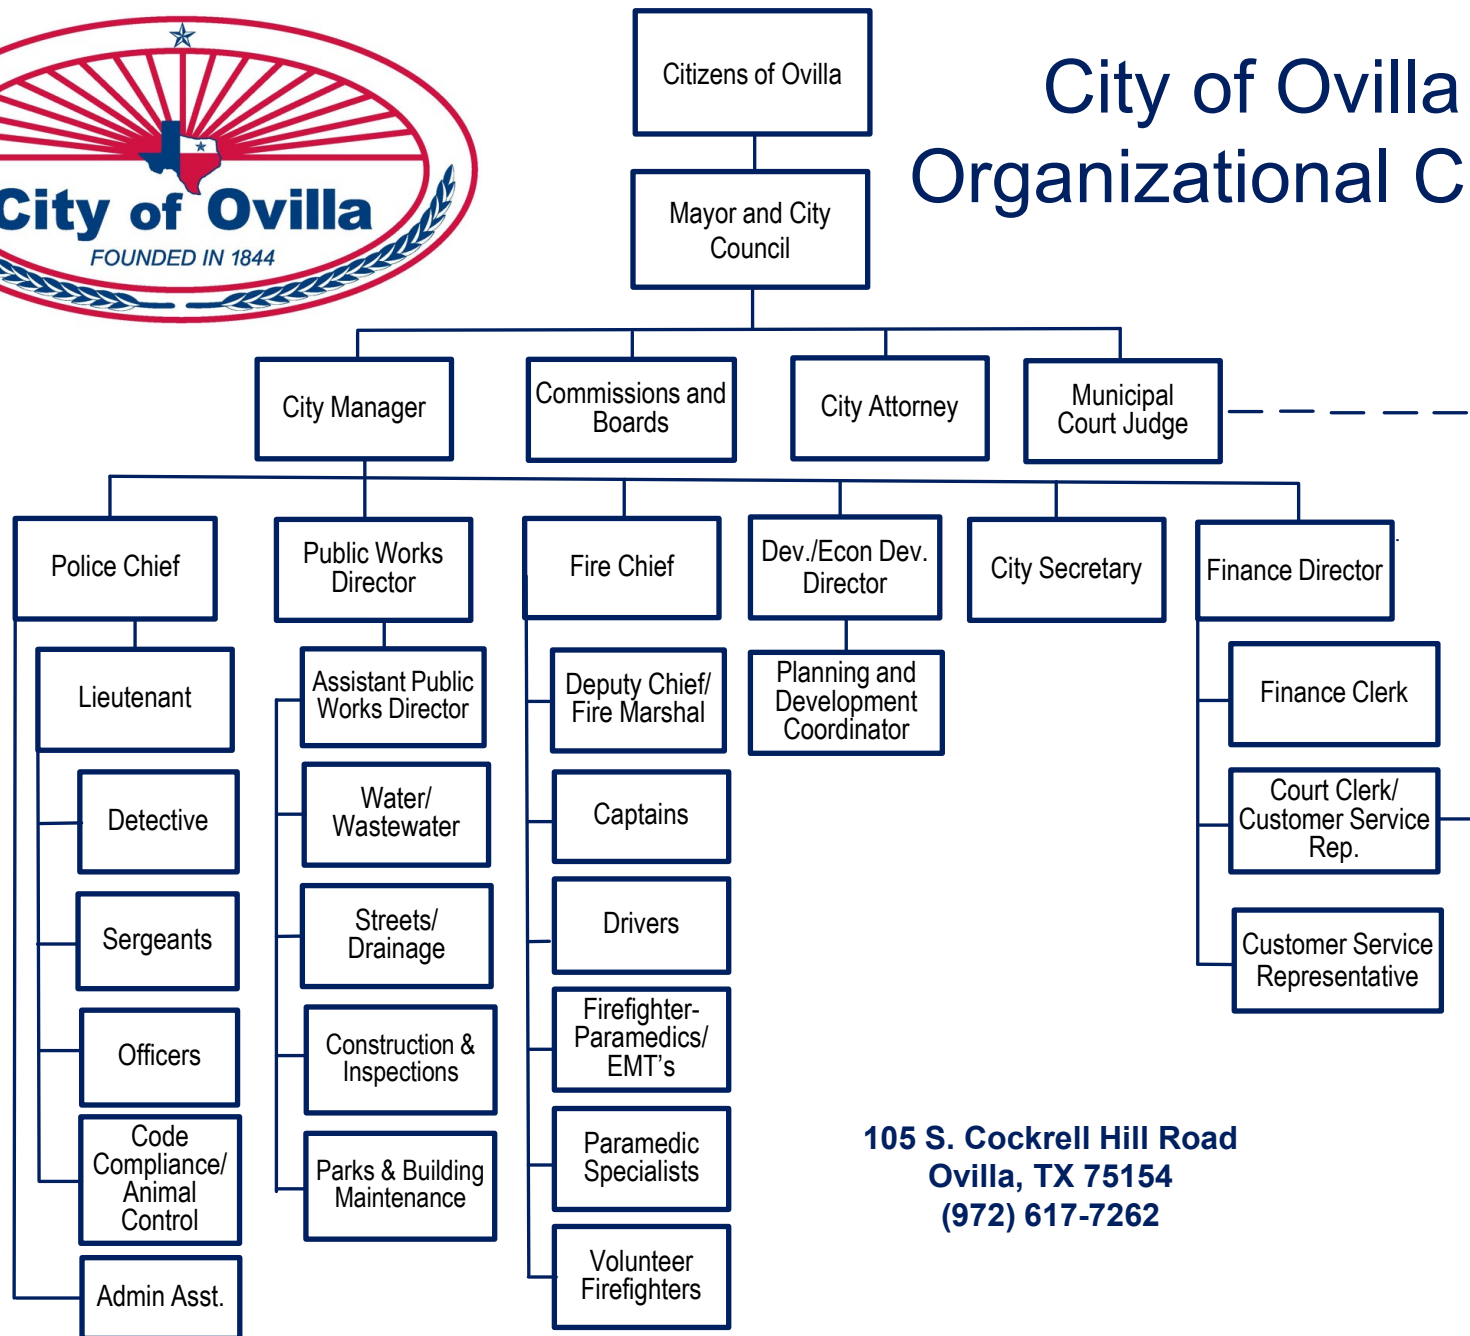 City of Ovilla
FOUNDED IN 1844
City of Ovilla
Organizational C
Citizens of Ovilla
Mayor and City
Council
City Manager
Commissions and
Boards
City Attorney
Municipal
Court Judge
Police Chief
Public Works
Director
Fire Chief
Dev./Econ Dev.
Director
City Secretary
Finance Director
Lieutenant
Detective
Sergeants
Officers
Code
Compliance/
Animal
Control
Admin Asst.
Assistant Public
Works Director
Water/
Wastewater
Streets/
Drainage
Construction &
Inspections
Parks & Building
Maintenance
Deputy Chief/
Fire Marshal
Captains
Drivers
Firefighter-
Paramedics/
EMT’s
Paramedic
Specialists
Volunteer
Firefighters
Planning and
Development
Coordinator
Finance Clerk
Court Clerk/
Customer Service
Rep.
Customer Service
Representative
105 S. Cockrell Hill Road
Ovilla, TX 75154
(972) 617-7262